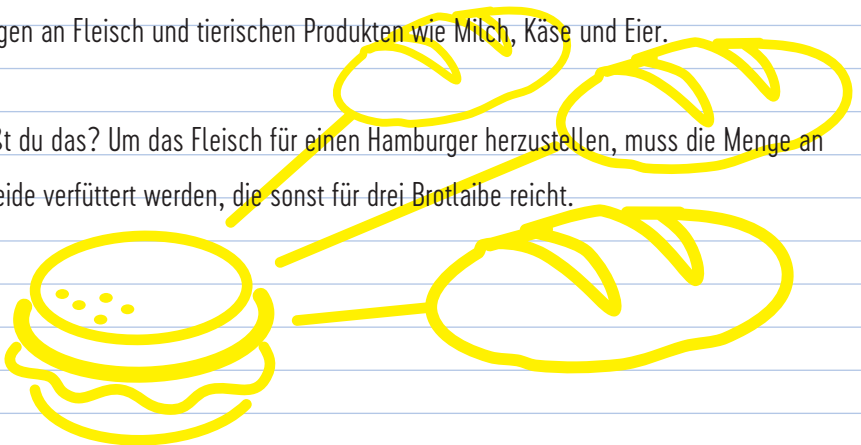 gen an Fleisch und tierischen Produkten wie Milch, Käse und Eier.
ßt du das? Um das Fleisch für einen Hamburger herzustellen, muss die Menge an
eide verfüttert werden, die sonst für drei Brotlaibe reicht.